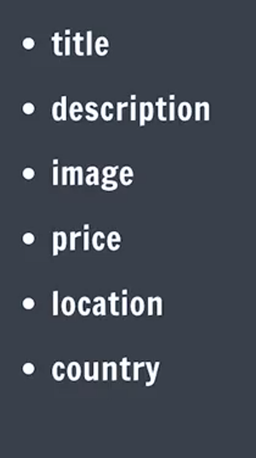 • title
• description
• image
• price
• location
• country